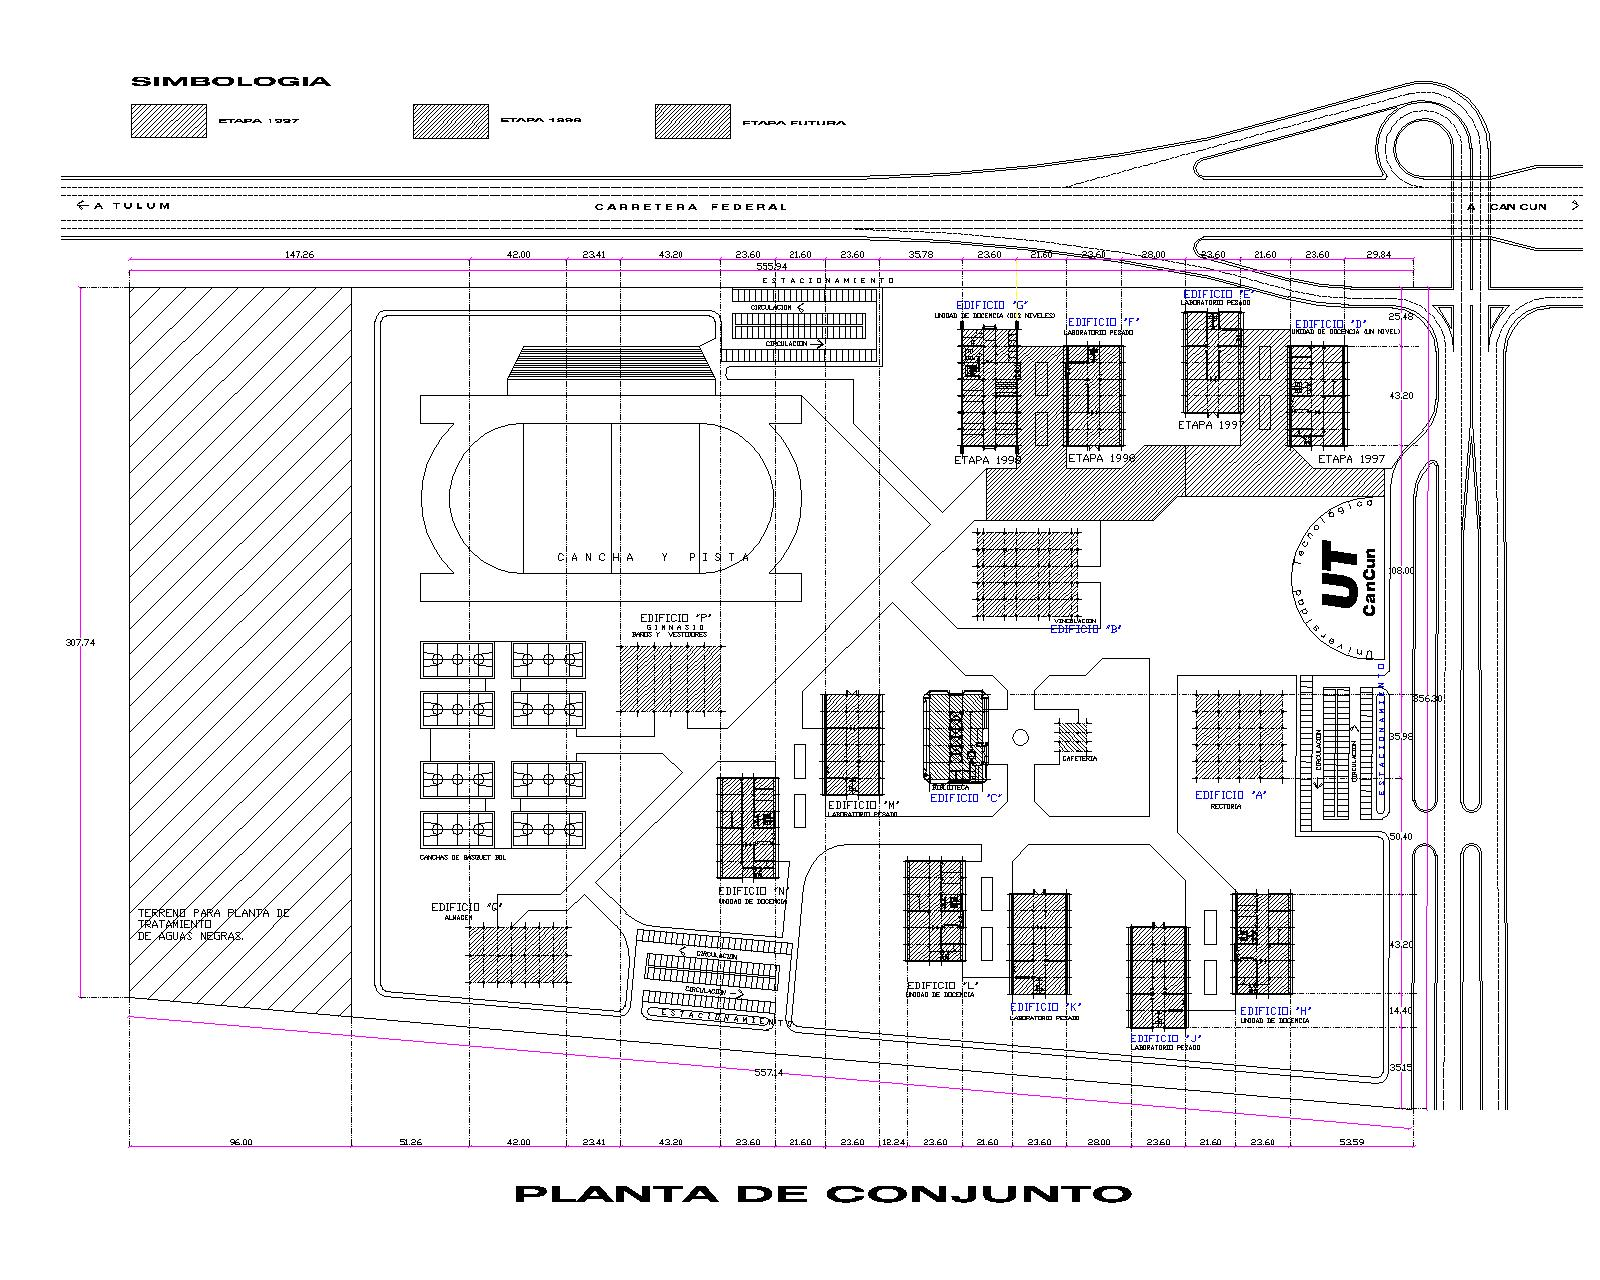 SIMBOLOGIA
ETAPA 1997
ETAPA 1998
ETAPA FUTURA
A TULUM
CARRETERA FEDERAL
A CANCUN
147.26
42.00
23.41
43.20
23.60
21.60
23.60
35.78
23.60
21.60
23.60
28.00
23.60
21.60
23.60
29.84
555.94
ESTACIONAMIENTO
CIRCULACION
CIRCULACION
EDIFICIO "G"
UNIDAD DE DOCENCIA (DOS NIVELES)
EDIFICIO "F"
LABORATORIO PESADO
EDIFICIO "E"
LABORATORIO PESADO
EDIFICIO "D"
UNIDAD DE DOCENCIA (UN NIVEL)
25.48
43.20
ETAPA 1998
ETAPA 1996
ETAPA 1997
ETAPA 1997
CANCHA Y PISTA
Universidad Tecnológica
UT
canCun
108.00
VINCULACION
EDIFICIO "B"
307.74
EDIFICIO "P"
GIMNASIO
BAÑOS Y VESTIDORES
356.30
35.98
ESTACIONAMIENTO
CIRCULACION
CIRCULACION
CAFETERIA
BIBLIOTECA
EDIFICIO "C"
EDIFICIO "A"
RECTORIA
EDIFICIO "M"
LABORATORIO PESADO
50.40
CANCHAS DE BASQUET BOL
EDIFICIO "N"
UNIDAD DE DOCENCIA
EDIFICIO "Q"
ALMACEN
TERRENO PARA PLANTA DE
TRATAMIENTO
DE AGUAS NEGRAS.
CIRCULACION
CIRCULACION
ESTACIONAMIENTO
43.20
EDIFICIO "L"
UNIDAD DE DOCENCIA
EDIFICIO "K"
LABORATORIO PESADO
EDIFICIO "J"
LABORATORIO PESADO
EDIFICIO "H"
UNIDAD DE DOCENCIA
14.40
35.15
557.14
96.00
51.26
42.00
23.41
43.20
23.60
21.60
23.60
12.24
23.60
21.60
23.60
28.00
23.60
21.60
23.60
53.59
PLANTA DE CONJUNTO